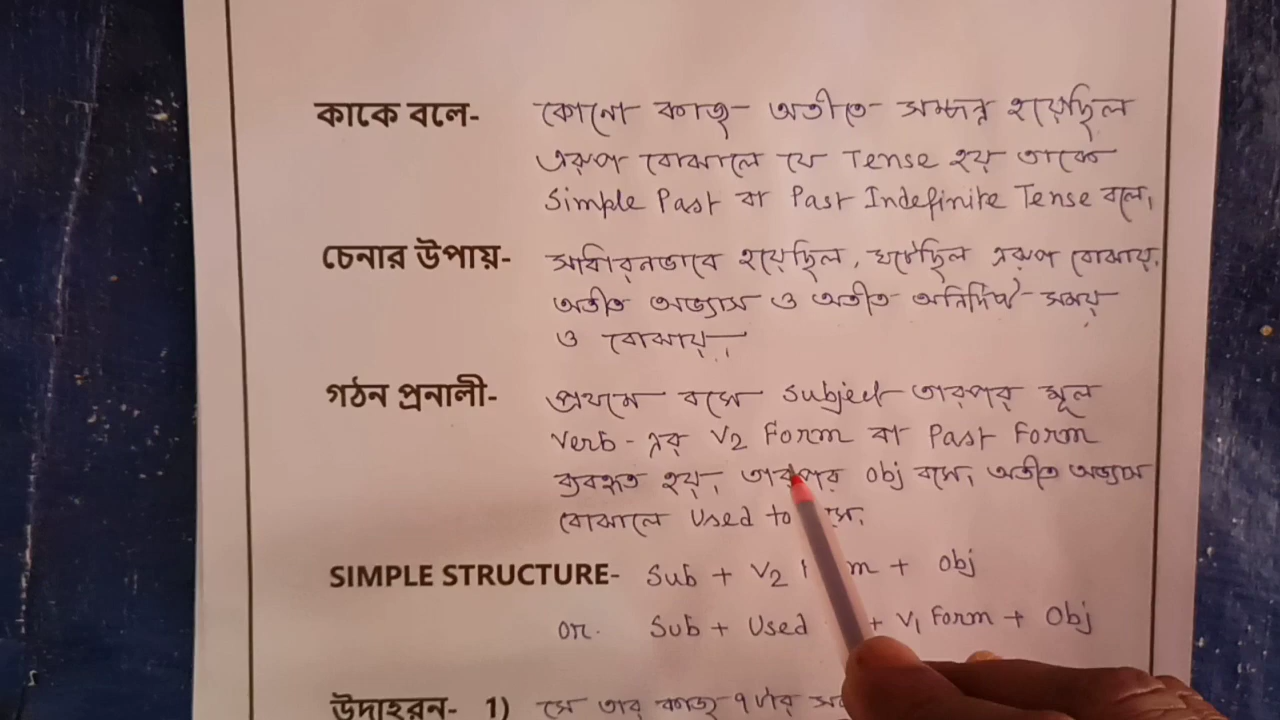 কাকে বলে- কোনো কাজ অতীতে সম্পন্ন হয়েছিল
এরূপ বোঝালে যে Tense হয় তাকে
Simple Past বা Past Indefinite Tense বলে।
চেনার উপায়- সাধারনভাবে হয়েছিল, ঘটেছিল এরূপ বোঝায়,
অতীত অভ্যাস ও অতীত অনির্দিষ্ট সময়
ও বোঝায়।
গঠন প্রনালী- প্রথমে বসে subject তারপর মূল
verb-এর V2 Form বা Past Form
ব্যবহৃত হয়, তারপর Obj বসে। অতীত অভ্যাস
বোঝালে Used to
SIMPLE STRUCTURE- Sub + V2 + Obj
or. Sub + Used + V1 Form + Obj
উদাহরন- 1) সে তার কাজ